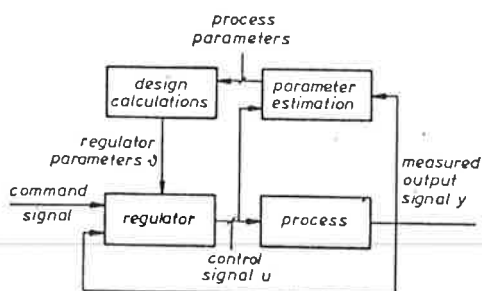 process
parameters
design
calculations
parameter
estimation
regulator
parameters ϑ
measured
output
signal y
command
signal
regulator
process
control
signal u